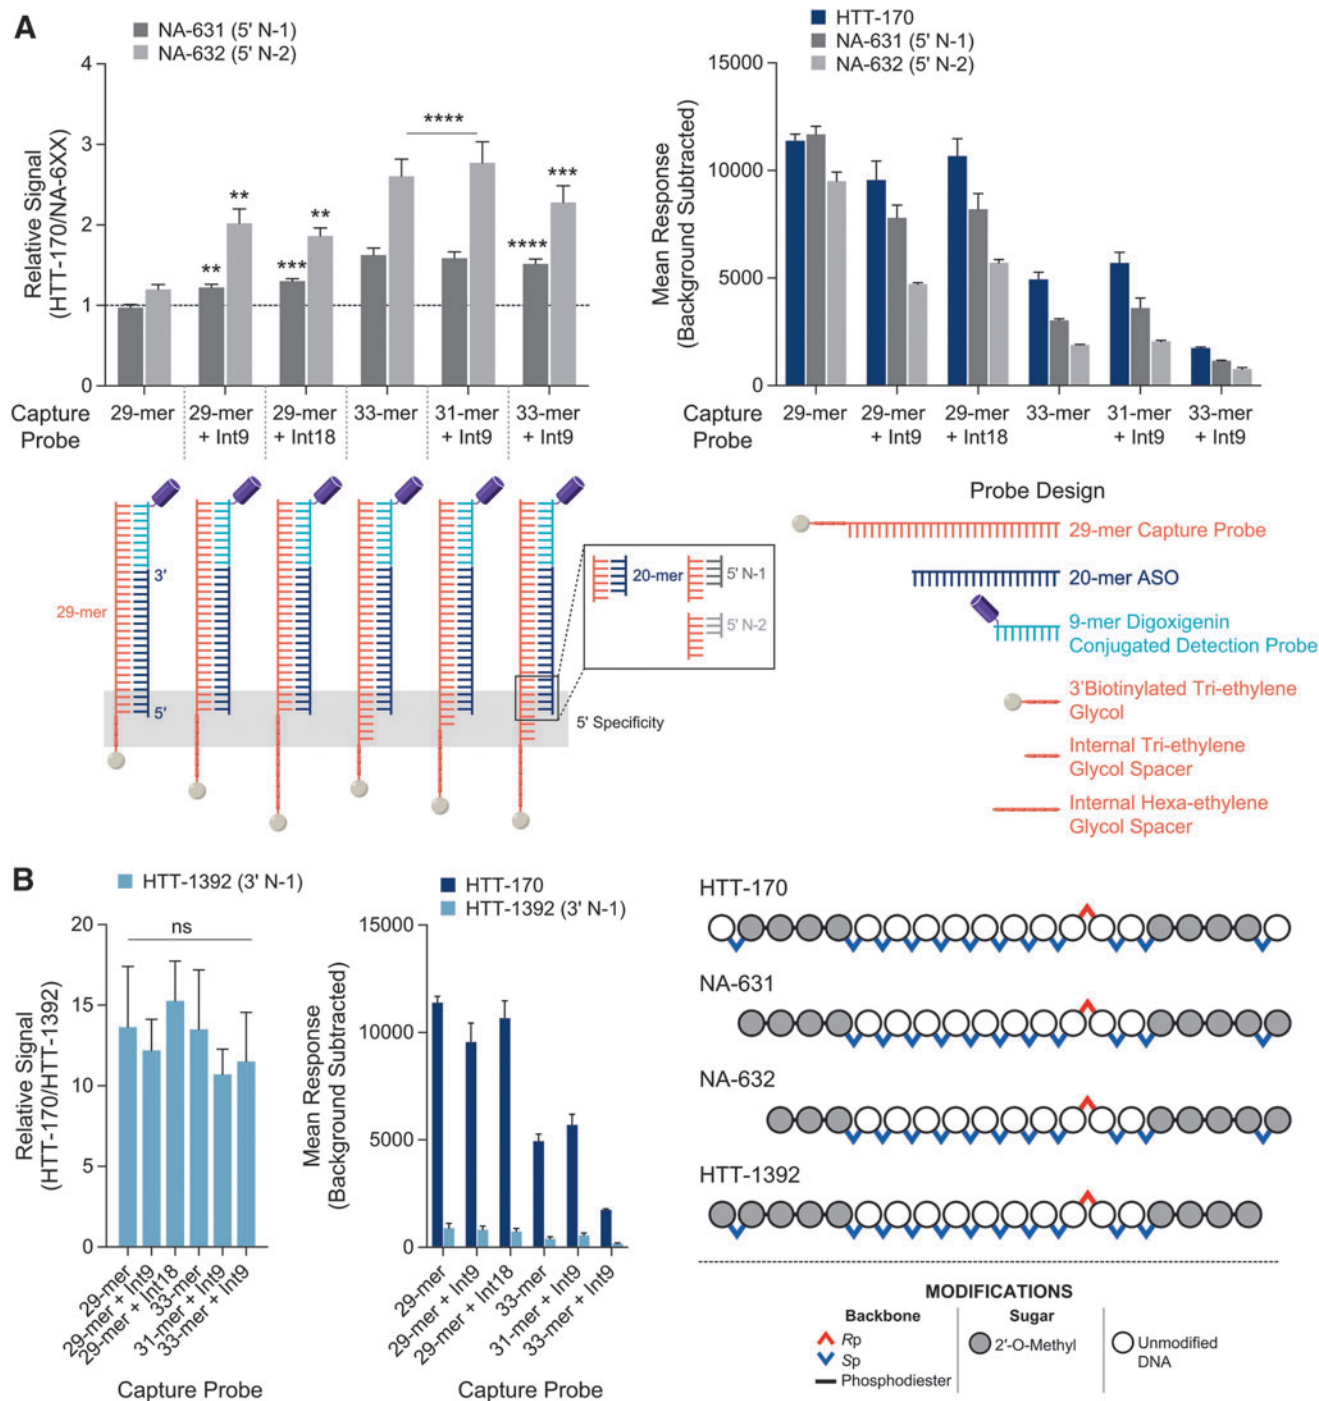 A
NA-631 (5' N-1)
NA-632 (5' N-2)
4
3
2
1
0
Relative Signal
(HTT-170/NA-6XX)
**
**
***
**
****
****
***
Capture
Probe
29-mer
29-mer
+ Int9
29-mer
+ Int18
33-mer
31-mer
+ Int9
33-mer
+ Int9
HTT-170
NA-631 (5' N-1)
NA-632 (5' N-2)
15000
10000
5000
0
Mean Response
(Background Subtracted)
Capture
Probe
29-mer
29-mer
+ Int9
29-mer
+ Int18
33-mer
31-mer
+ Int9
33-mer
+ Int9
29-mer
3'
5'
5' Specificity
20-mer
5' N-1
5' N-2
Probe Design
29-mer Capture Probe
20-mer ASO
9-mer Digoxigenin
Conjugated Detection Probe
3'Biotinylated Tri-ethylene
Glycol
Internal Tri-ethylene
Glycol Spacer
Internal Hexa-ethylene
Glycol Spacer
B
HTT-1392 (3' N-1)
20
15
10
5
0
Relative Signal
(HTT-170/HTT-1392)
ns
29-mer
29-mer + Int9
29-mer + Int18
33-mer
31-mer + Int9
33-mer + Int9
Capture Probe
HTT-170
HTT-1392 (3' N-1)
15000
10000
5000
0
Mean Response
(Background Subtracted)
29-mer
29-mer + Int9
29-mer + Int18
33-mer
31-mer + Int9
33-mer + Int9
Capture Probe
HTT-170
NA-631
NA-632
HTT-1392
MODIFICATIONS
Backbone
Rp
Sp
Phosphodiester
Sugar
2'-O-Methyl
Unmodified
DNA